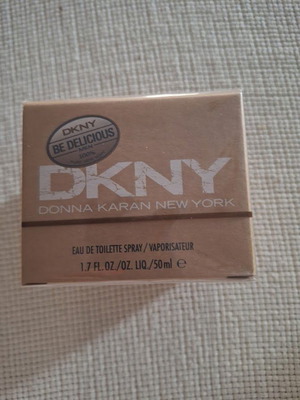 DKNY
BE DELICIOUS
100%
DKNY
DONNA KARAN NEW YORK
EAU DE TOILETTE SPRAY/VAPORISATEUR
1.7 FL.OZ./OZ. LIQ./50ml e